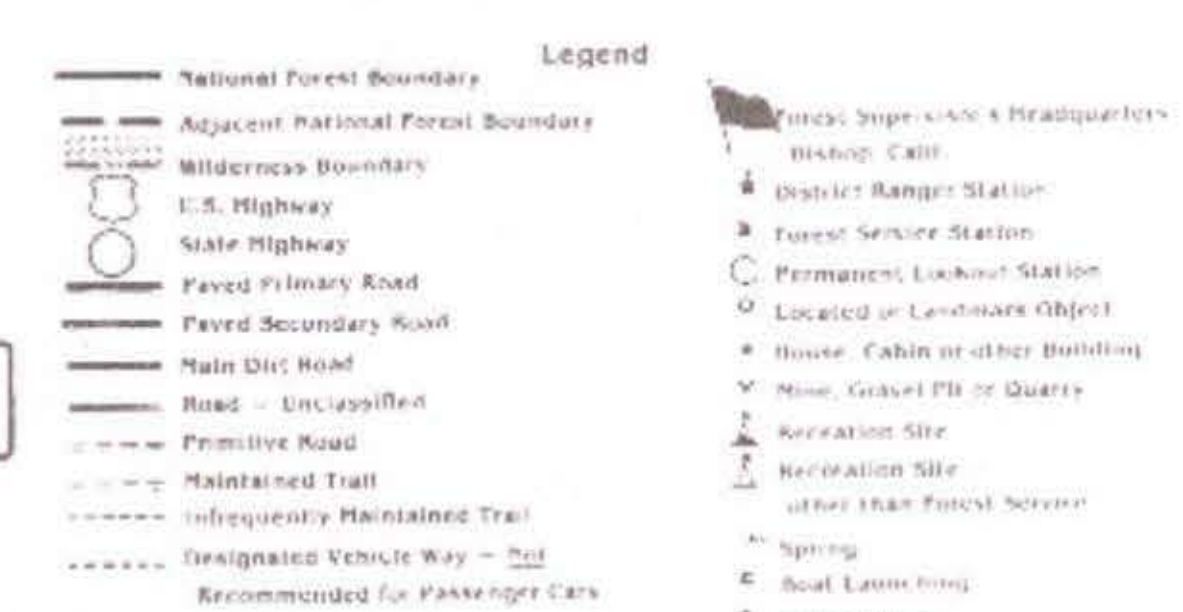 Legend
National Forest Boundary
Adjacent National Forest Boundary
Wilderness Boundary
U.S. Highway
State Highway
Paved Primary Road
Paved Secondary Road
Main Dirt Road
Road - Unclassified
Primitive Road
Maintained Trail
Infrequently Maintained Trail
Designated Vehicle Way - Not
Recommended for Passenger Cars
Forest Supervisor's Headquarters
Bishop, Calif.
District Ranger Station
Forest Service Station
Permanent Lookout Station
Located or Landmark Object
House, Cabin or other Building
Mine, Gravel Pit or Quarry
Recreation Site
Recreation Site
other than Forest Service
Spring
Boat Launching